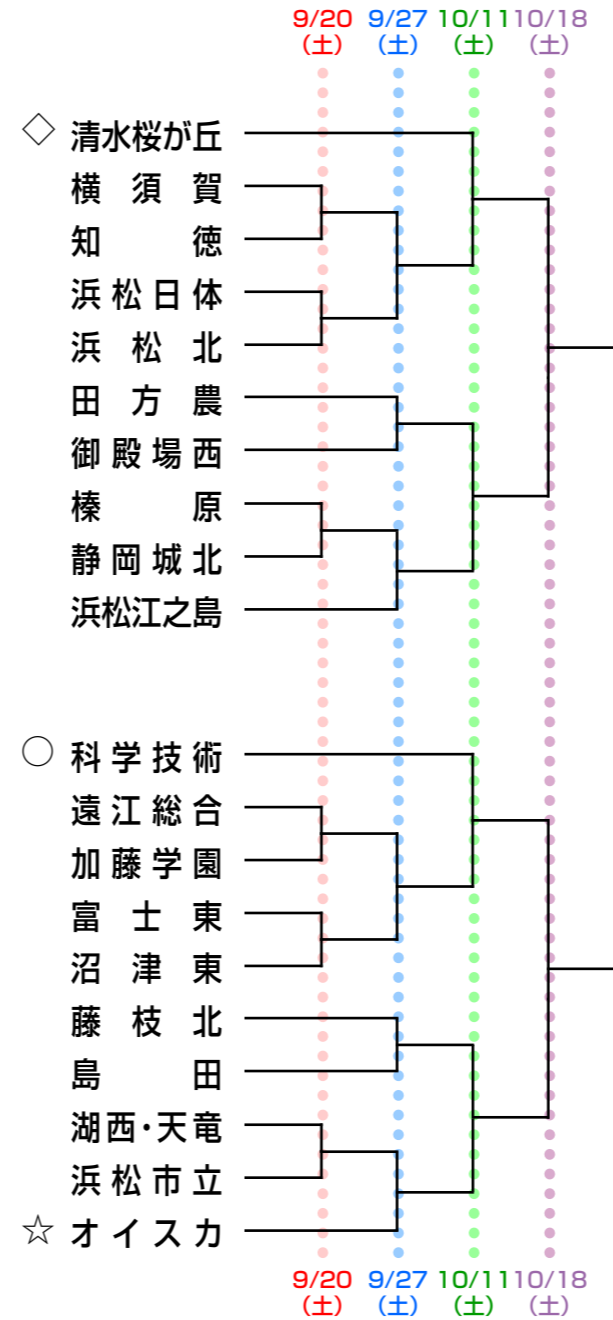 9/20 9/27 10/11 10/18
(土) (土) (土) (土)
◇ 清水桜が丘
横須賀
知徳
浜松日体
浜松北
田方農
御殿場西
榛原
静岡城北
浜松江之島
○ 科学技術
遠江総合
加藤学園
富士東
沼津東
藤枝北
島田
湖西・天竜
浜松市立
☆ オイスカ
9/20 9/27 10/11 10/18
(土) (土) (土) (土)